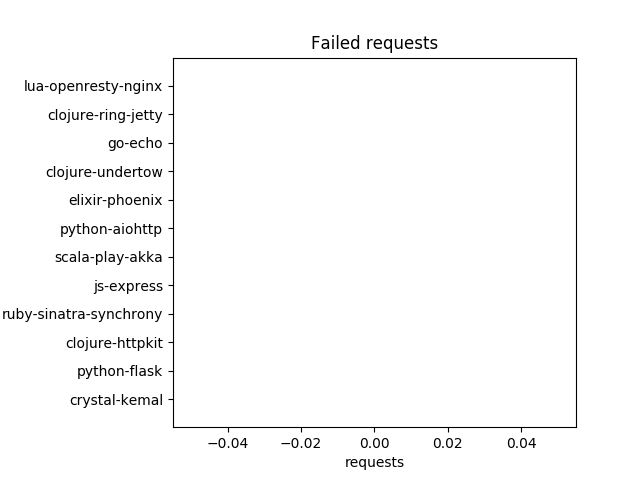 Failed requests
lua-openresty-nginx
clojure-ring-jetty
go-echo
clojure-undertow
elixir-phoenix
python-aiohttp
scala-play-akka
js-express
ruby-sinatra-synchrony
clojure-httpkit
python-flask
crystal-kemal
−0.04 −0.02 0.00 0.02 0.04
requests